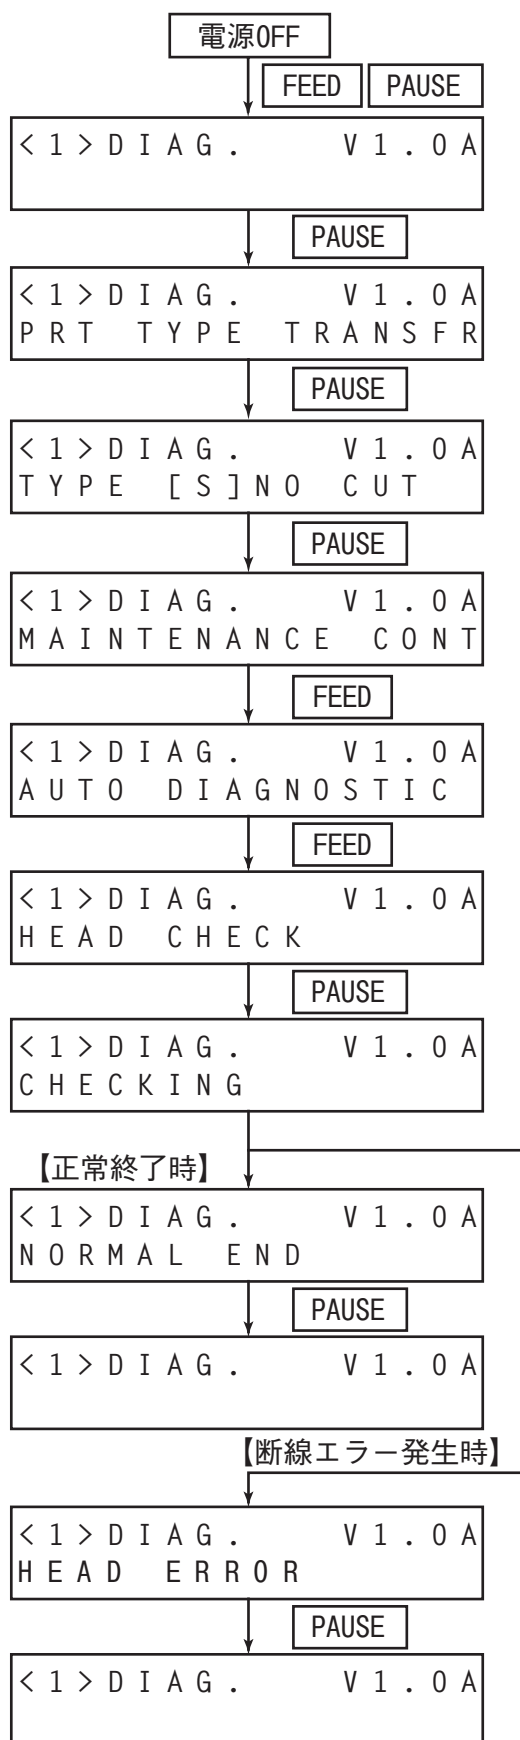 電源OFF
FEED PAUSE
<1>DIAG. V1.0A
PAUSE
<1>DIAG. V1.0A
PRT TYPE TRANSFR
PAUSE
<1>DIAG. V1.0A
TYPE [S]NO CUT
PAUSE
<1>DIAG. V1.0A
MAINTENANCE CONT
FEED
<1>DIAG. V1.0A
AUTO DIAGNOSTIC
FEED
<1>DIAG. V1.0A
HEAD CHECK
PAUSE
<1>DIAG. V1.0A
CHECKING
【正常終了時】
<1>DIAG. V1.0A
NORMAL END
PAUSE
<1>DIAG. V1.0A
【断線エラー発生時】
<1>DIAG. V1.0A
HEAD ERROR
PAUSE
<1>DIAG. V1.0A